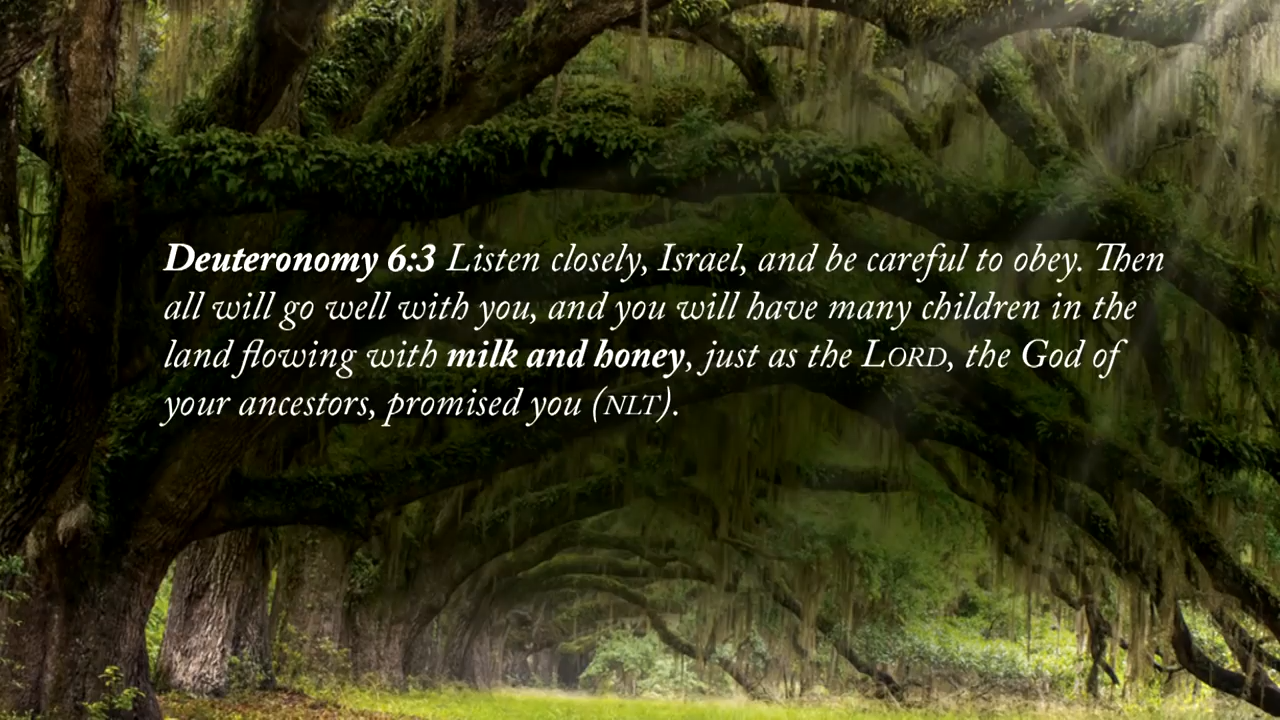 Deuteronomy 6:3 Listen closely, Israel, and be careful to obey. Then
all will go well with you, and you will have many children in the
land flowing with milk and honey, just as the LORD, the God of
your ancestors, promised you (NLT).